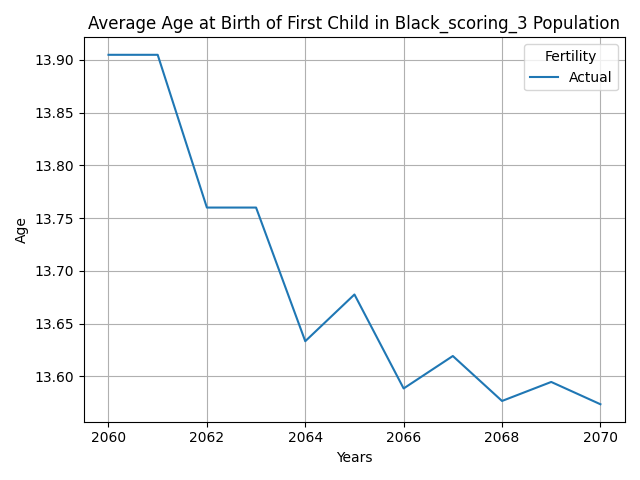 Average Age at Birth of First Child in Black_scoring_3 Population
Fertility
Actual
13.90
13.85
13.80
13.75
13.70
13.65
13.60
Age
2060 2062 2064 2066 2068 2070
Years